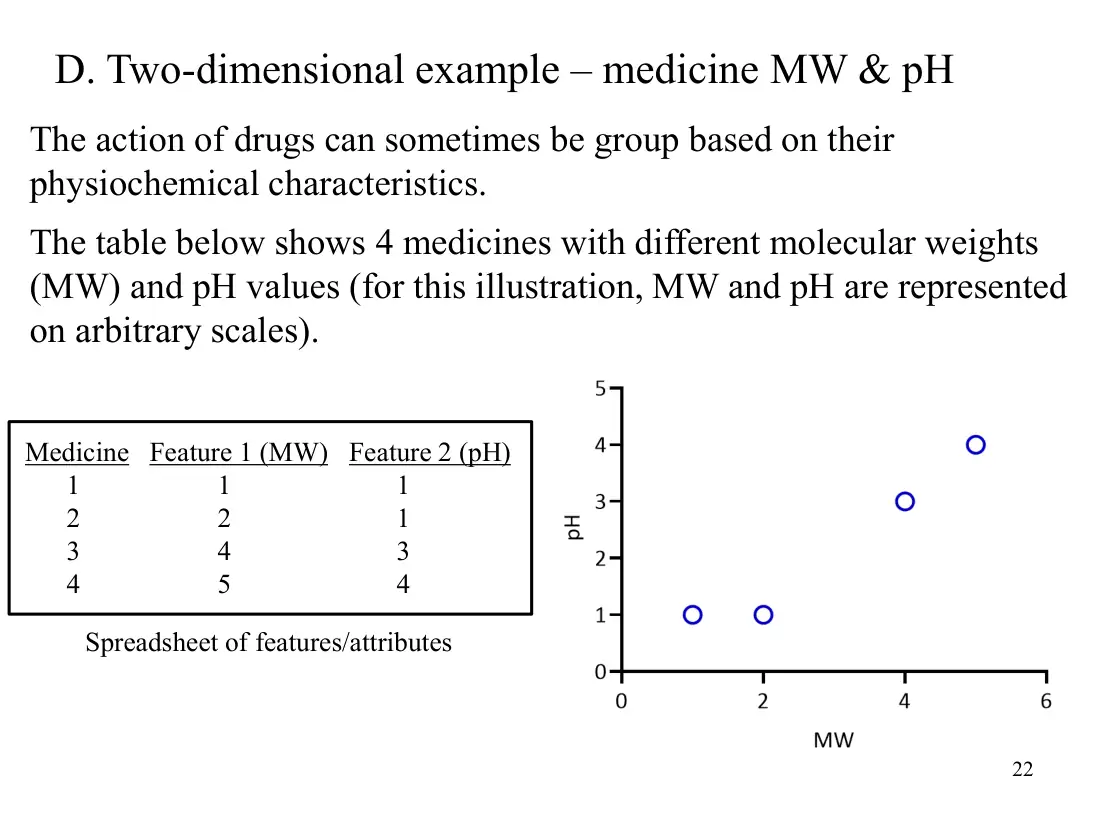 D. Two-dimensional example – medicine MW & pH
The action of drugs can sometimes be group based on their
physiochemical characteristics.
The table below shows 4 medicines with different molecular weights
(MW) and pH values (for this illustration, MW and pH are represented
on arbitrary scales).
Medicine Feature 1 (MW) Feature 2 (pH)
1 1 1
2 2 1
3 4 3
4 5 4
Spreadsheet of features/attributes
5
4
3
2
1
0
pH
0 2 4 6
MW
22